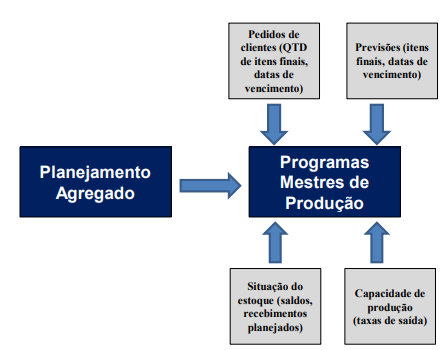 Pedidos de
clientes (QTD
de itens finais,
datas de
vencimento)
Previsões (itens
finais, datas de
vencimento)
Planejamento
Agregado
Programas
Mestres de
Produção
Situação do
estoque (saldos,
recebimentos
planejados)
Capacidade de
produção
(taxas de saída)